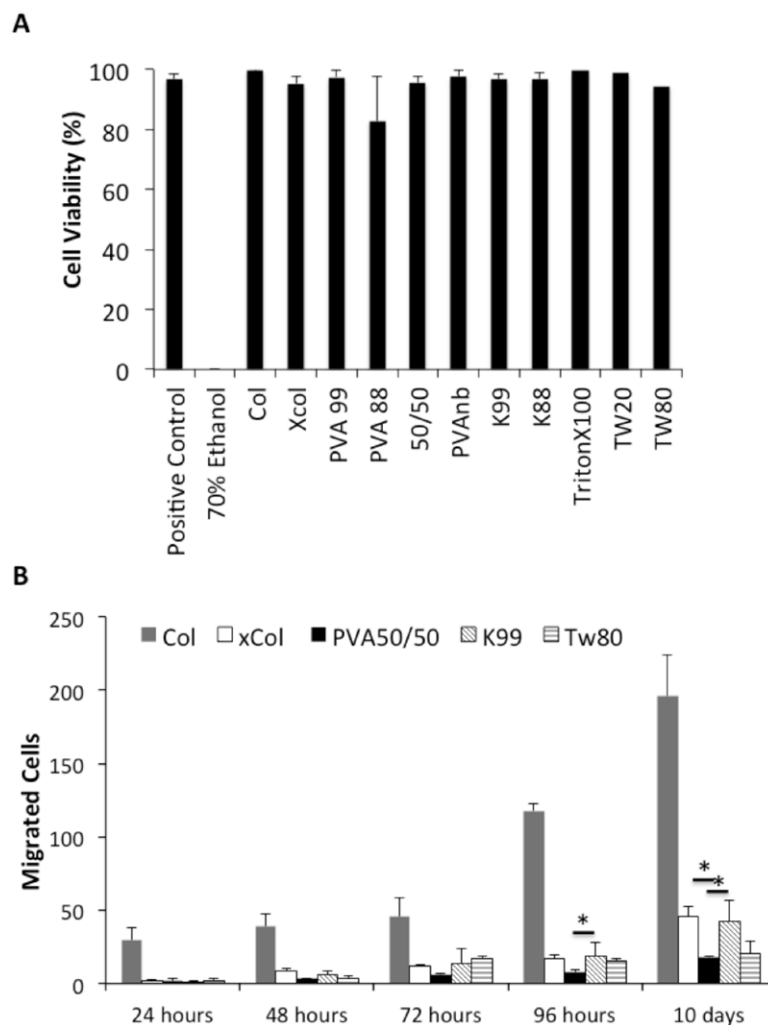 A
100
80
60
40
20
0
Cell Viability (%)
Positive Control
70% Ethanol
Col
Xcol
PVA 99
PVA 88
50/50
PVAnb
K99
K88
TritonX100
TW20
TW80
B
250
200
150
100
50
0
Migrated Cells
Col xCol PVA50/50 K99 Tw80
*
* *
24 hours 48 hours 72 hours 96 hours 10 days